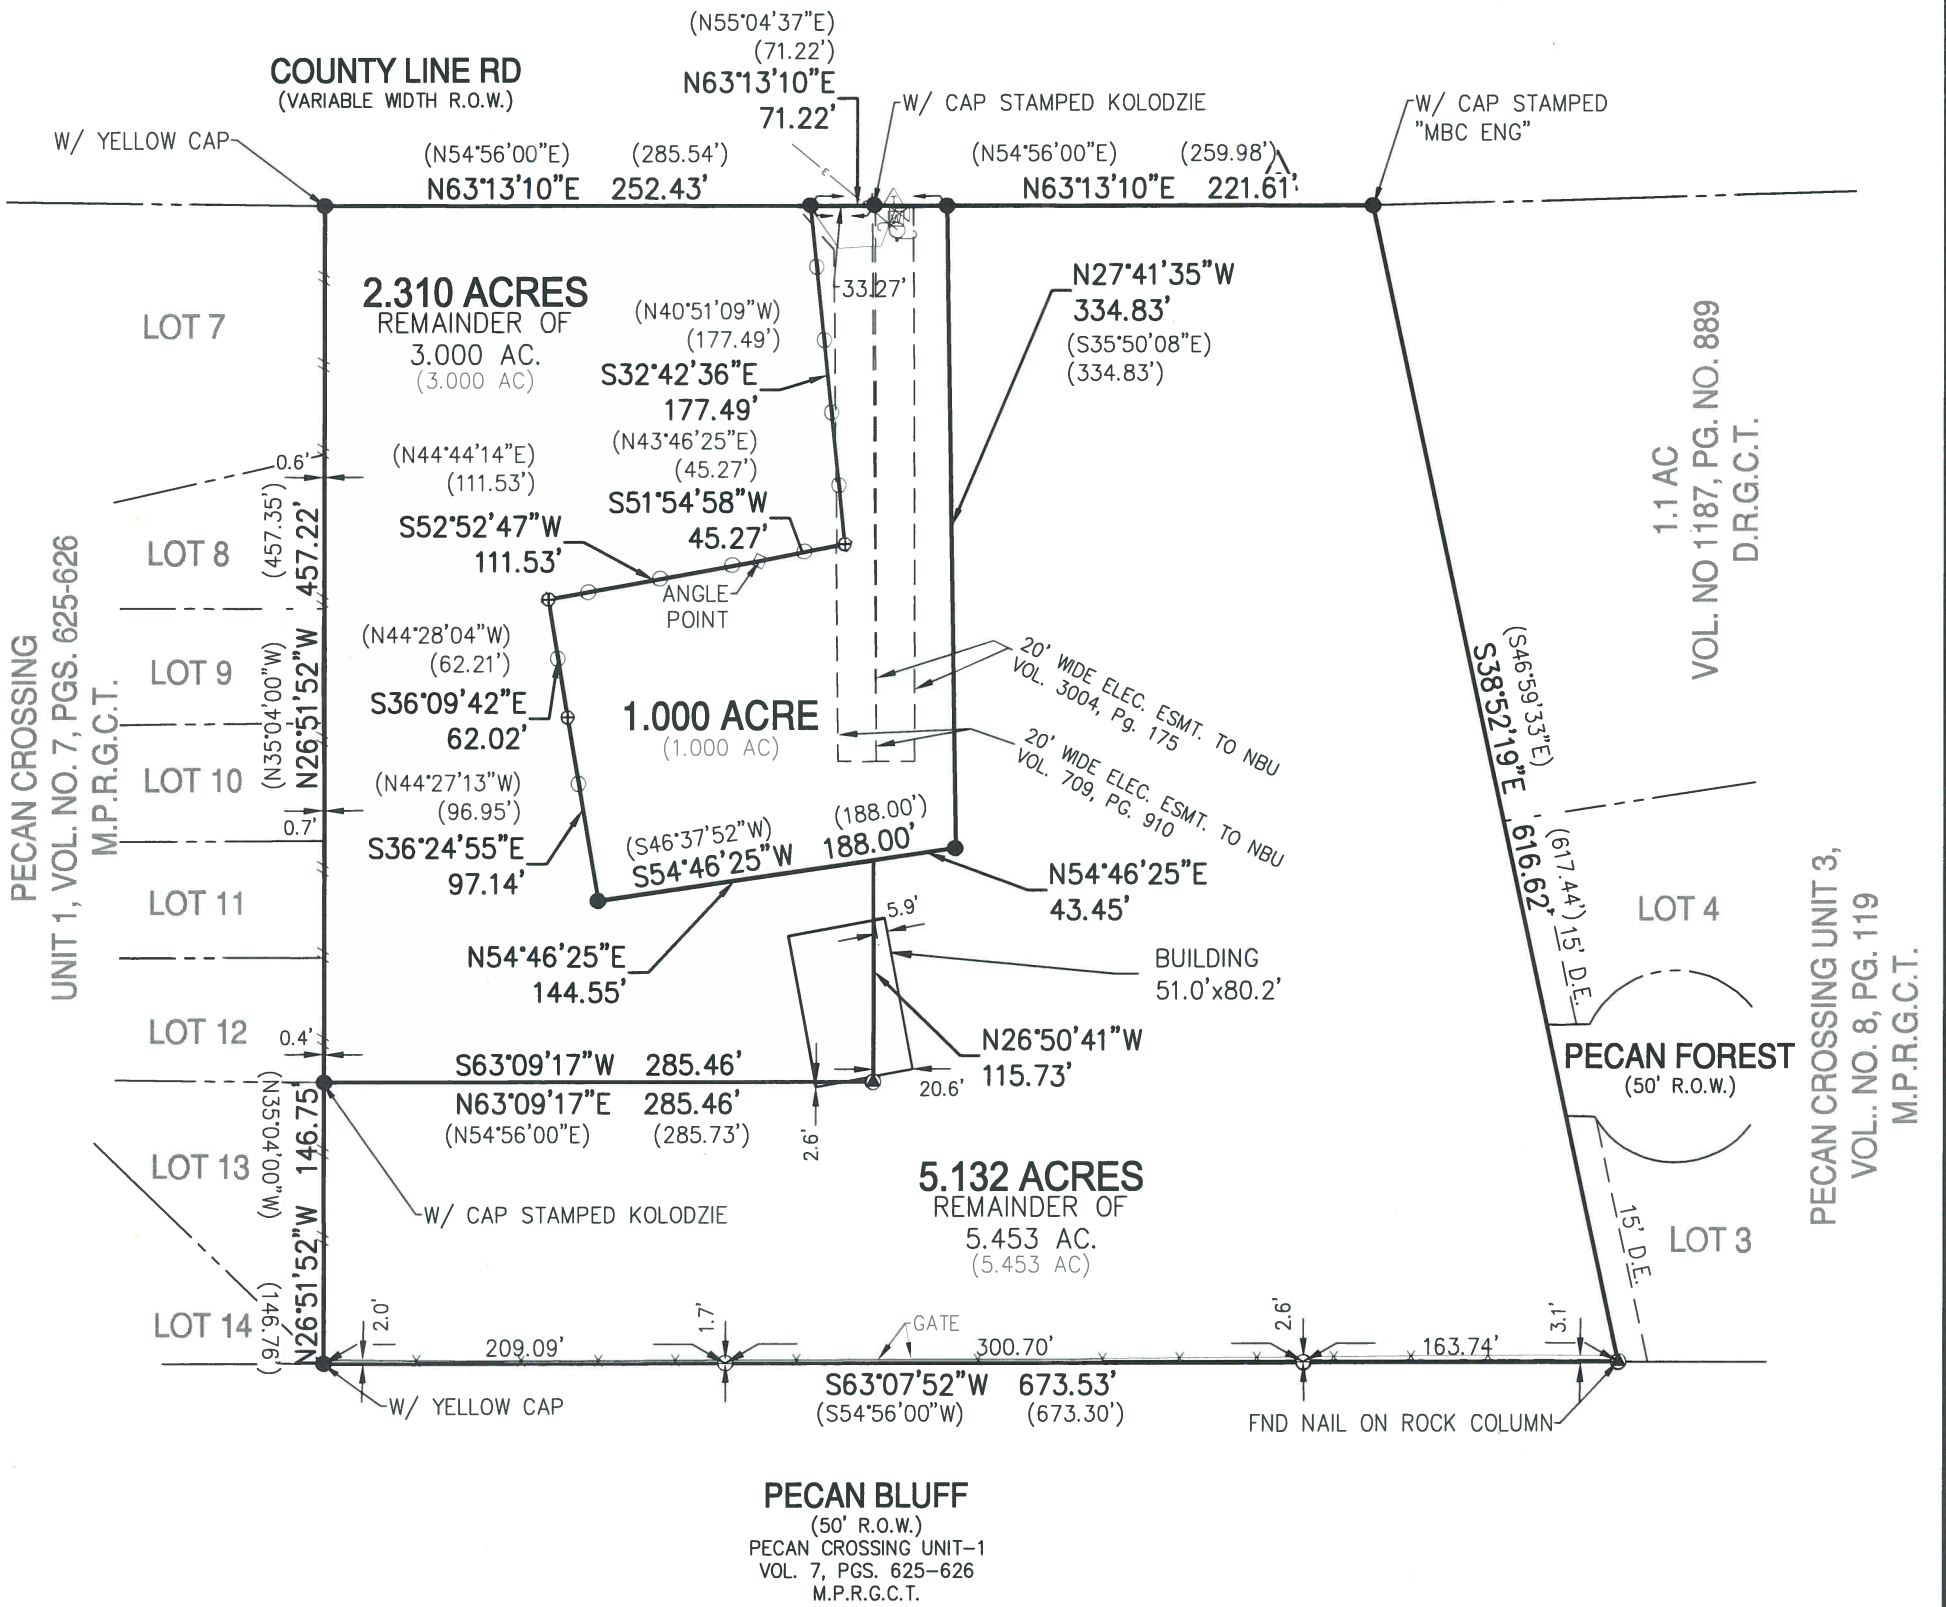 (N55°04'37"E)
(71.22')
N63°13'10"E
71.22'
COUNTY LINE RD
(VARIABLE WIDTH R.O.W.)
W/ YELLOW CAP
W/ CAP STAMPED KOLODZIE
W/ CAP STAMPED
"MBC ENG"
(N54°56'00"E) (285.54')
N63°13'10"E 252.43'
(N54°56'00"E) (259.98')
N63°13'10"E 221.61'
E
33.27'
2.310 ACRES
REMAINDER OF
3.000 AC.
(3.000 AC)
(N40°51'09"W)
(177.49')
S32°42'36"E
177.49'
N27°41'35"W
334.83'
(S35°50'08"E)
(334.83')
(N43°46'25"E)
(45.27')
S51°54'58"W
45.27'
(N44°44'14"E)
(111.53')
S52°52'47"W
111.53'
ANGLE
POINT
(N44°28'04"W)
(62.21')
S36°09'42"E
62.02'
(N44°27'13"W)
(96.95')
S36°24'55"E
97.14'
1.000 ACRE
(1.000 AC)
20' WIDE ELEC. ESMT. TO NBU
VOL. 3004, Pg. 175
20' WIDE ELEC. ESMT. TO NBU
VOL. 709, PG. 910
(S46°37'52"W) (188.00')
S54°46'25"W 188.00'
N54°46'25"E
43.45'
N54°46'25"E
144.55'
5.9'
BUILDING
51.0'x80.2'
N26°50'41"W
115.73'
20.6'
2.6'
S63°09'17"W 285.46'
N63°09'17"E 285.46'
(N54°56'00"E) (285.73')
W/ CAP STAMPED KOLODZIE
5.132 ACRES
REMAINDER OF
5.453 AC.
(5.453 AC)
LOT 7
LOT 8
LOT 9
LOT 10
LOT 11
LOT 12
LOT 13
LOT 14
0.6'
0.7'
0.4'
PECAN CROSSING
UNIT 1, VOL. NO. 7, PGS. 625-626
M.P.R.G.C.T.
(N35°04'00"W) (457.35')
N26°51'52"W 457.22'
(N35°04'00"W)
(146.76')
N26°51'52"W 146.75'
1.1 AC
VOL. NO 1187, PG. NO. 889
D.R.G.C.T.
(S46°59'33"E)
(617.44')
S38°52'19"E 616.62'
LOT 4
15' D.E.
PECAN FOREST
(50' R.O.W.)
15' D.E.
LOT 3
PECAN CROSSING UNIT 3,
VOL. NO. 8, PG. 119
M.P.R.G.C.T.
2.0'
209.09'
1.7'
GATE
300.70'
2.6'
163.74'
3.1'
S63°07'52"W 673.53'
(S54°56'00"W) (673.30')
W/ YELLOW CAP
FND NAIL ON ROCK COLUMN
PECAN BLUFF
(50' R.O.W.)
PECAN CROSSING UNIT-1
VOL. 7, PGS. 625-626
M.P.R.G.C.T.